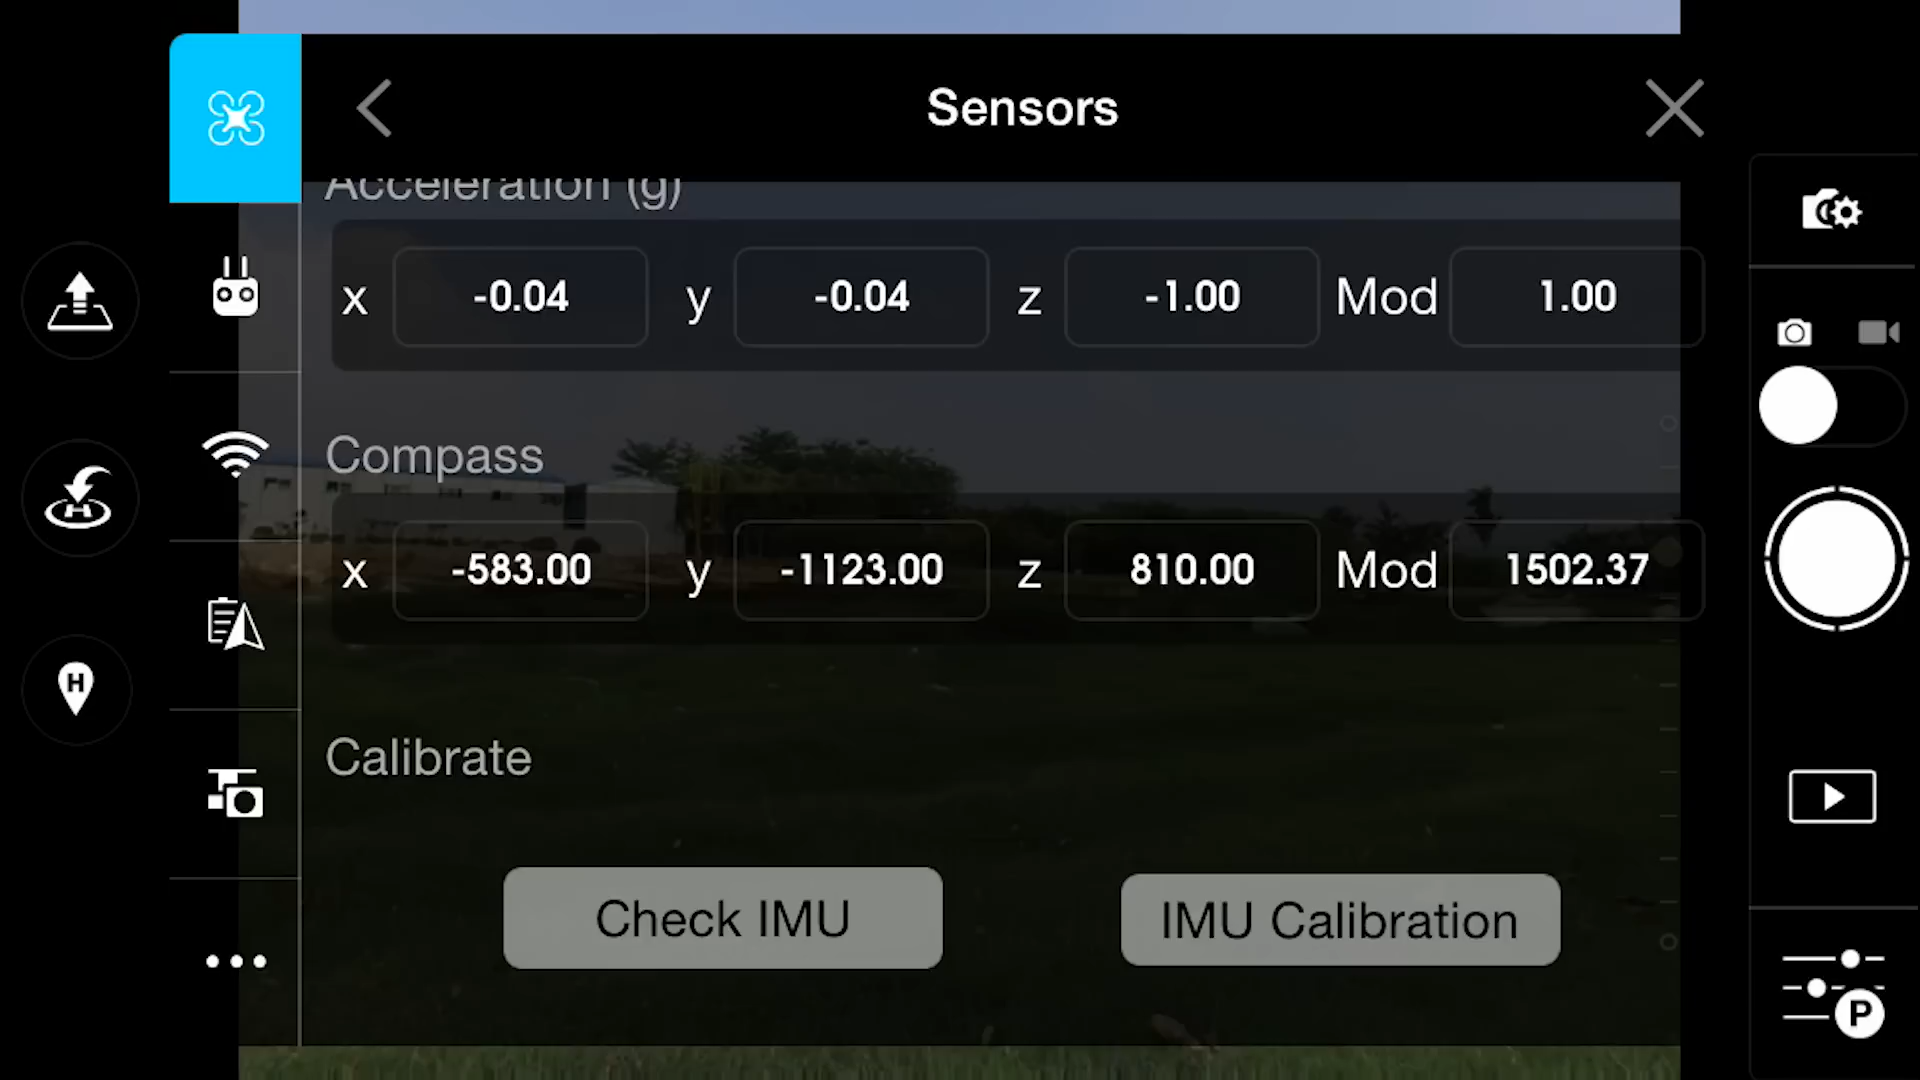 Sensors
Acceleration (g)
x -0.04 y -0.04 z -1.00 Mod 1.00
Compass
x -583.00 y -1123.00 z 810.00 Mod 1502.37
H
H
Calibrate
Check IMU IMU Calibration
P